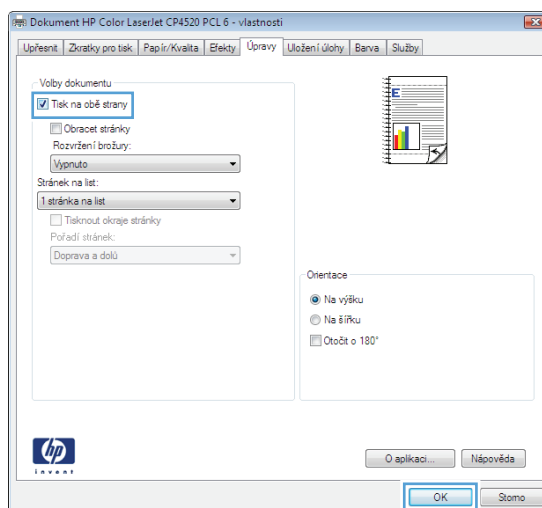 Dokument HP Color LaserJet CP4520 PCL 6 - vlastnosti
Upřesnit Zkratky pro tisk Papír/Kvalita Efekty Úpravy Uložení úlohy Barva Služby
Volby dokumentu
Tisk na obě strany
Obracet stránky
Rozvržení brožury:
Vypnuto
Stránek na list:
1 stránka na list
Tisknout okraje stránky
Pořadí stránek:
Doprava a dolů
E
Orientace
Na výšku
Na šířku
Otočit o 180°
hp
invent
O aplikaci... Nápověda
OK Storno